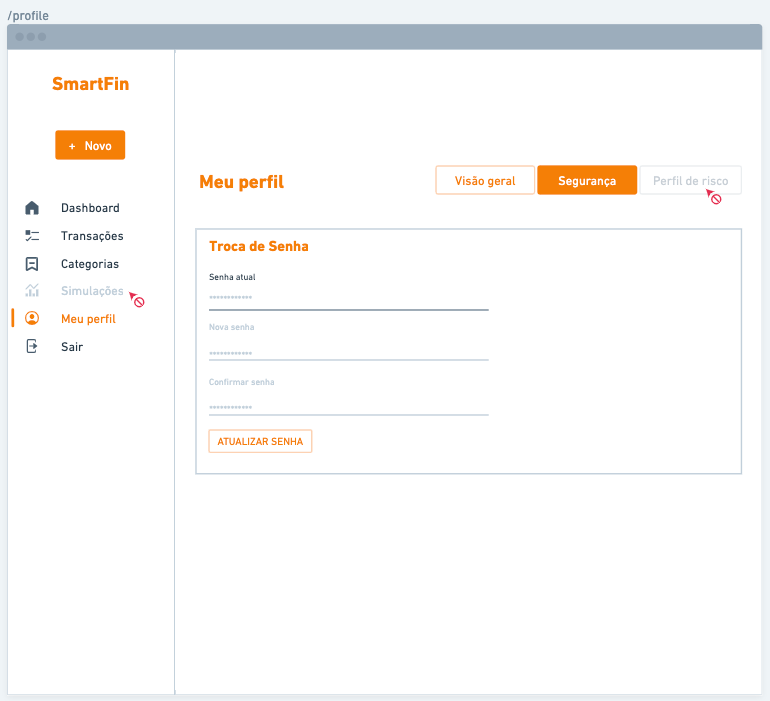 /profile
SmartFin
+ Novo
Dashboard
Transações
Categorias
Simulações
Meu perfil
Sair
Meu perfil
Visão geral
Segurança
Perfil de risco
Troca de Senha
Senha atual
************
Nova senha
************
Confirmar senha
************
ATUALIZAR SENHA